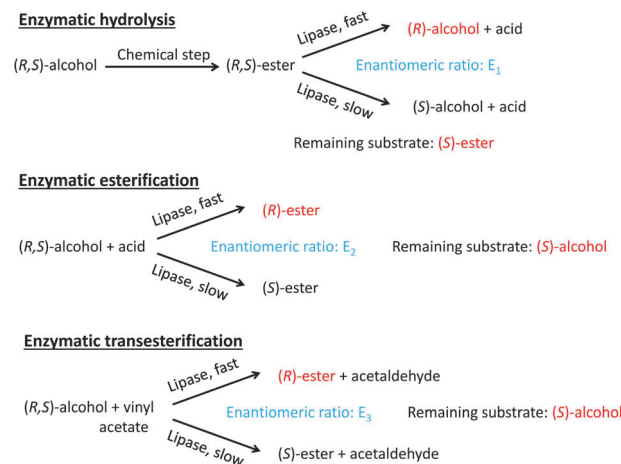 Enzymatic hydrolysis
Lipase, fast
(R)-alcohol + acid
(R,S)-alcohol
Chemical step
(R,S)-ester
Enantiomeric ratio: E1
Lipase, slow
(S)-alcohol + acid
Remaining substrate: (S)-ester
Enzymatic esterification
Lipase, fast
(R)-ester
(R,S)-alcohol + acid
Enantiomeric ratio: E2
Remaining substrate: (S)-alcohol
Lipase, slow
(S)-ester
Enzymatic transesterification
Lipase, fast
(R)-ester + acetaldehyde
(R,S)-alcohol + vinyl
acetate
Enantiomeric ratio: E3
Remaining substrate: (S)-alcohol
Lipase, slow
(S)-ester + acetaldehyde